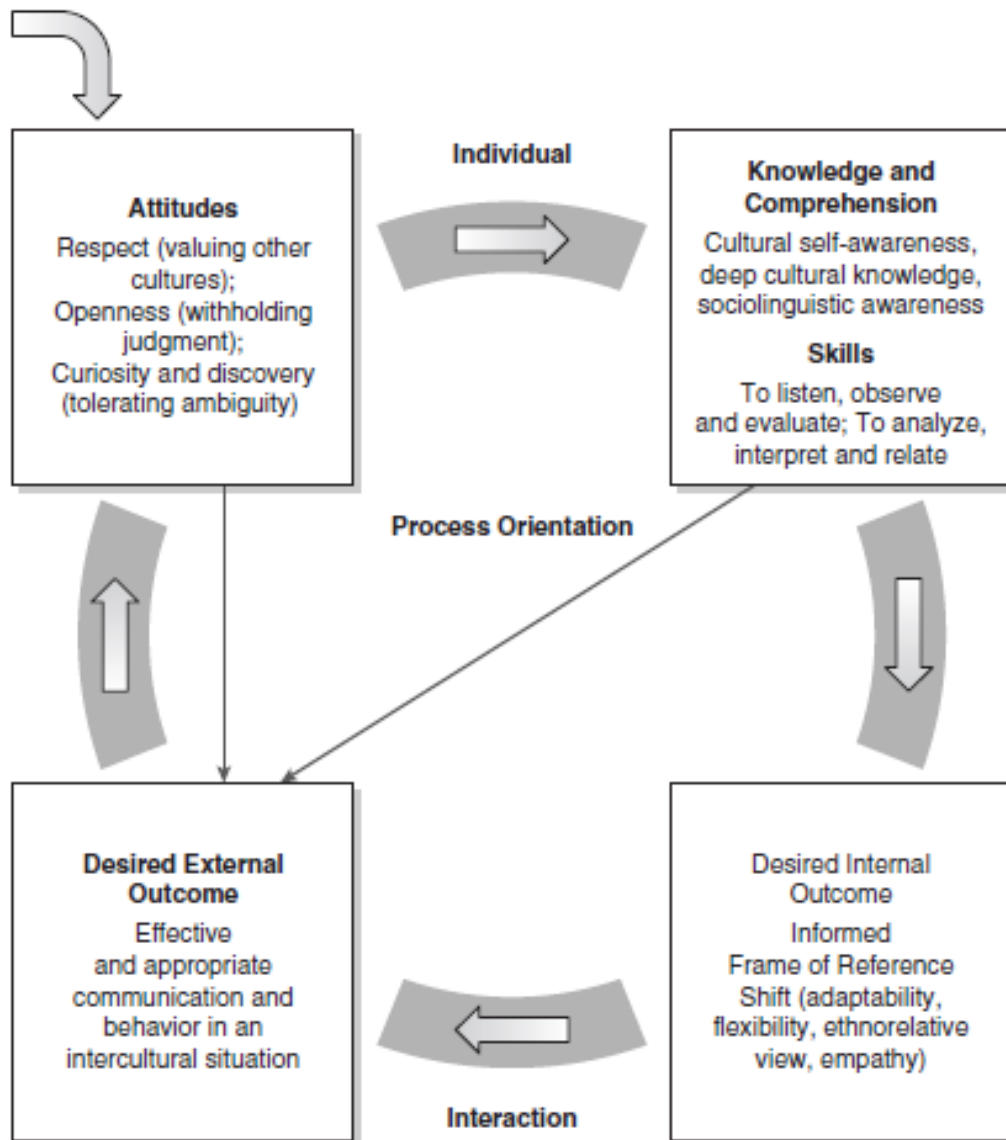 Individual
Attitudes
Respect (valuing other
cultures);
Openness (withholding
judgment);
Curiosity and discovery
(tolerating ambiguity)
Knowledge and
Comprehension
Cultural self-awareness,
deep cultural knowledge,
sociolinguistic awareness
Skills
To listen, observe
and evaluate; To analyze,
interpret and relate
Process Orientation
Desired External
Outcome
Effective
and appropriate
communication and
behavior in an
intercultural situation
Desired Internal
Outcome
Informed
Frame of Reference
Shift (adaptability,
flexibility, ethnorelative
view, empathy)
Interaction